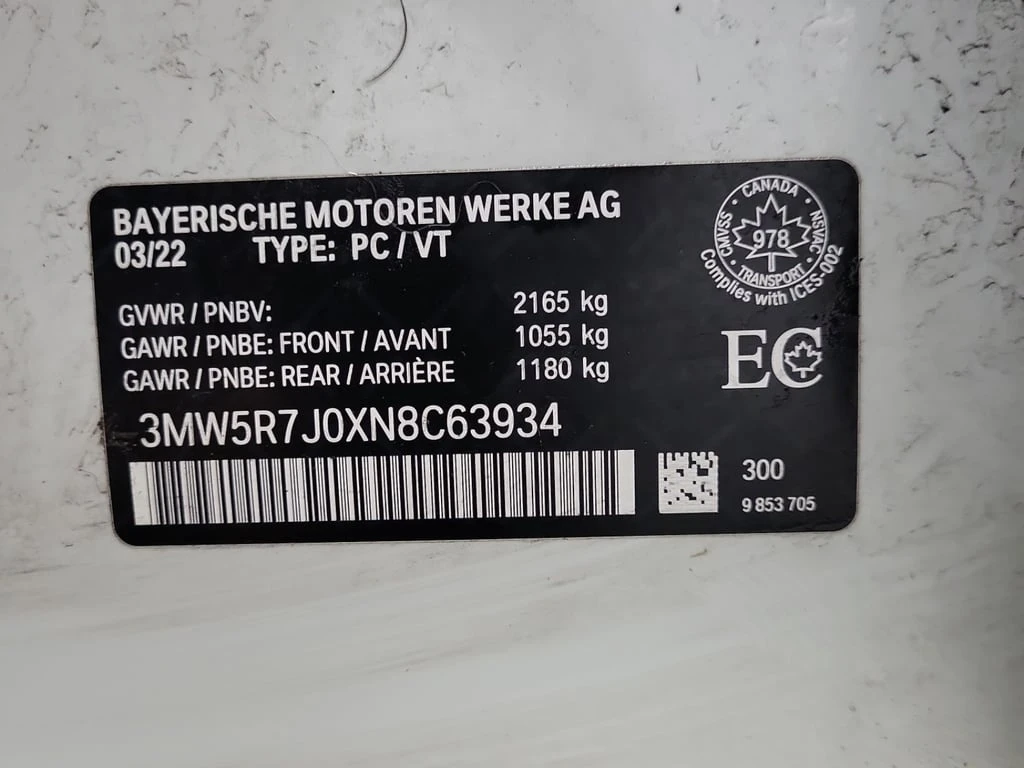 BAYERISCHE MOTOREN WERKE AG
03/22 TYPE: PC / VT
GVWR / PNBV: 2165 kg
GAWR / PNBE: FRONT / AVANT 1055 kg
GAWR / PNBE: REAR / ARRIÈRE 1180 kg
3MW5R7J0XN8C63934
CANADA
CMVSS 978 NSVAC
TRANSPORT
Complies with ICES-002
EC
300
9 853 705